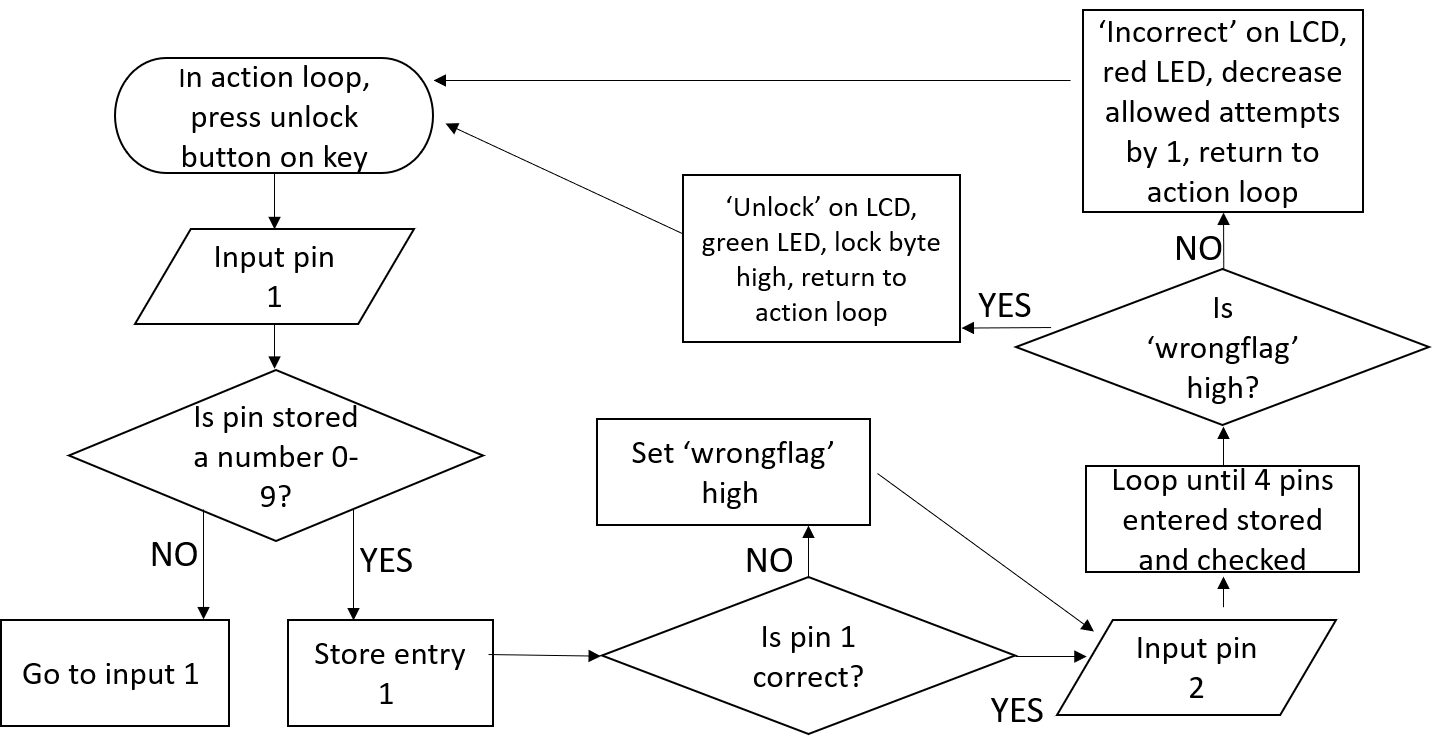 In action loop,
press unlock
button on key
Input pin
1
Is pin stored
a number 0-
9?
NO
YES
Go to input 1
Store entry
1
Is pin 1
correct?
NO
Set ‘wrongflag’
high
YES
Input pin
2
Loop until 4 pins
entered stored
and checked
Is
‘wrongflag’
high?
YES
‘Unlock’ on LCD,
green LED, lock byte
high, return to
action loop
NO
‘Incorrect’ on LCD,
red LED, decrease
allowed attempts
by 1, return to
action loop